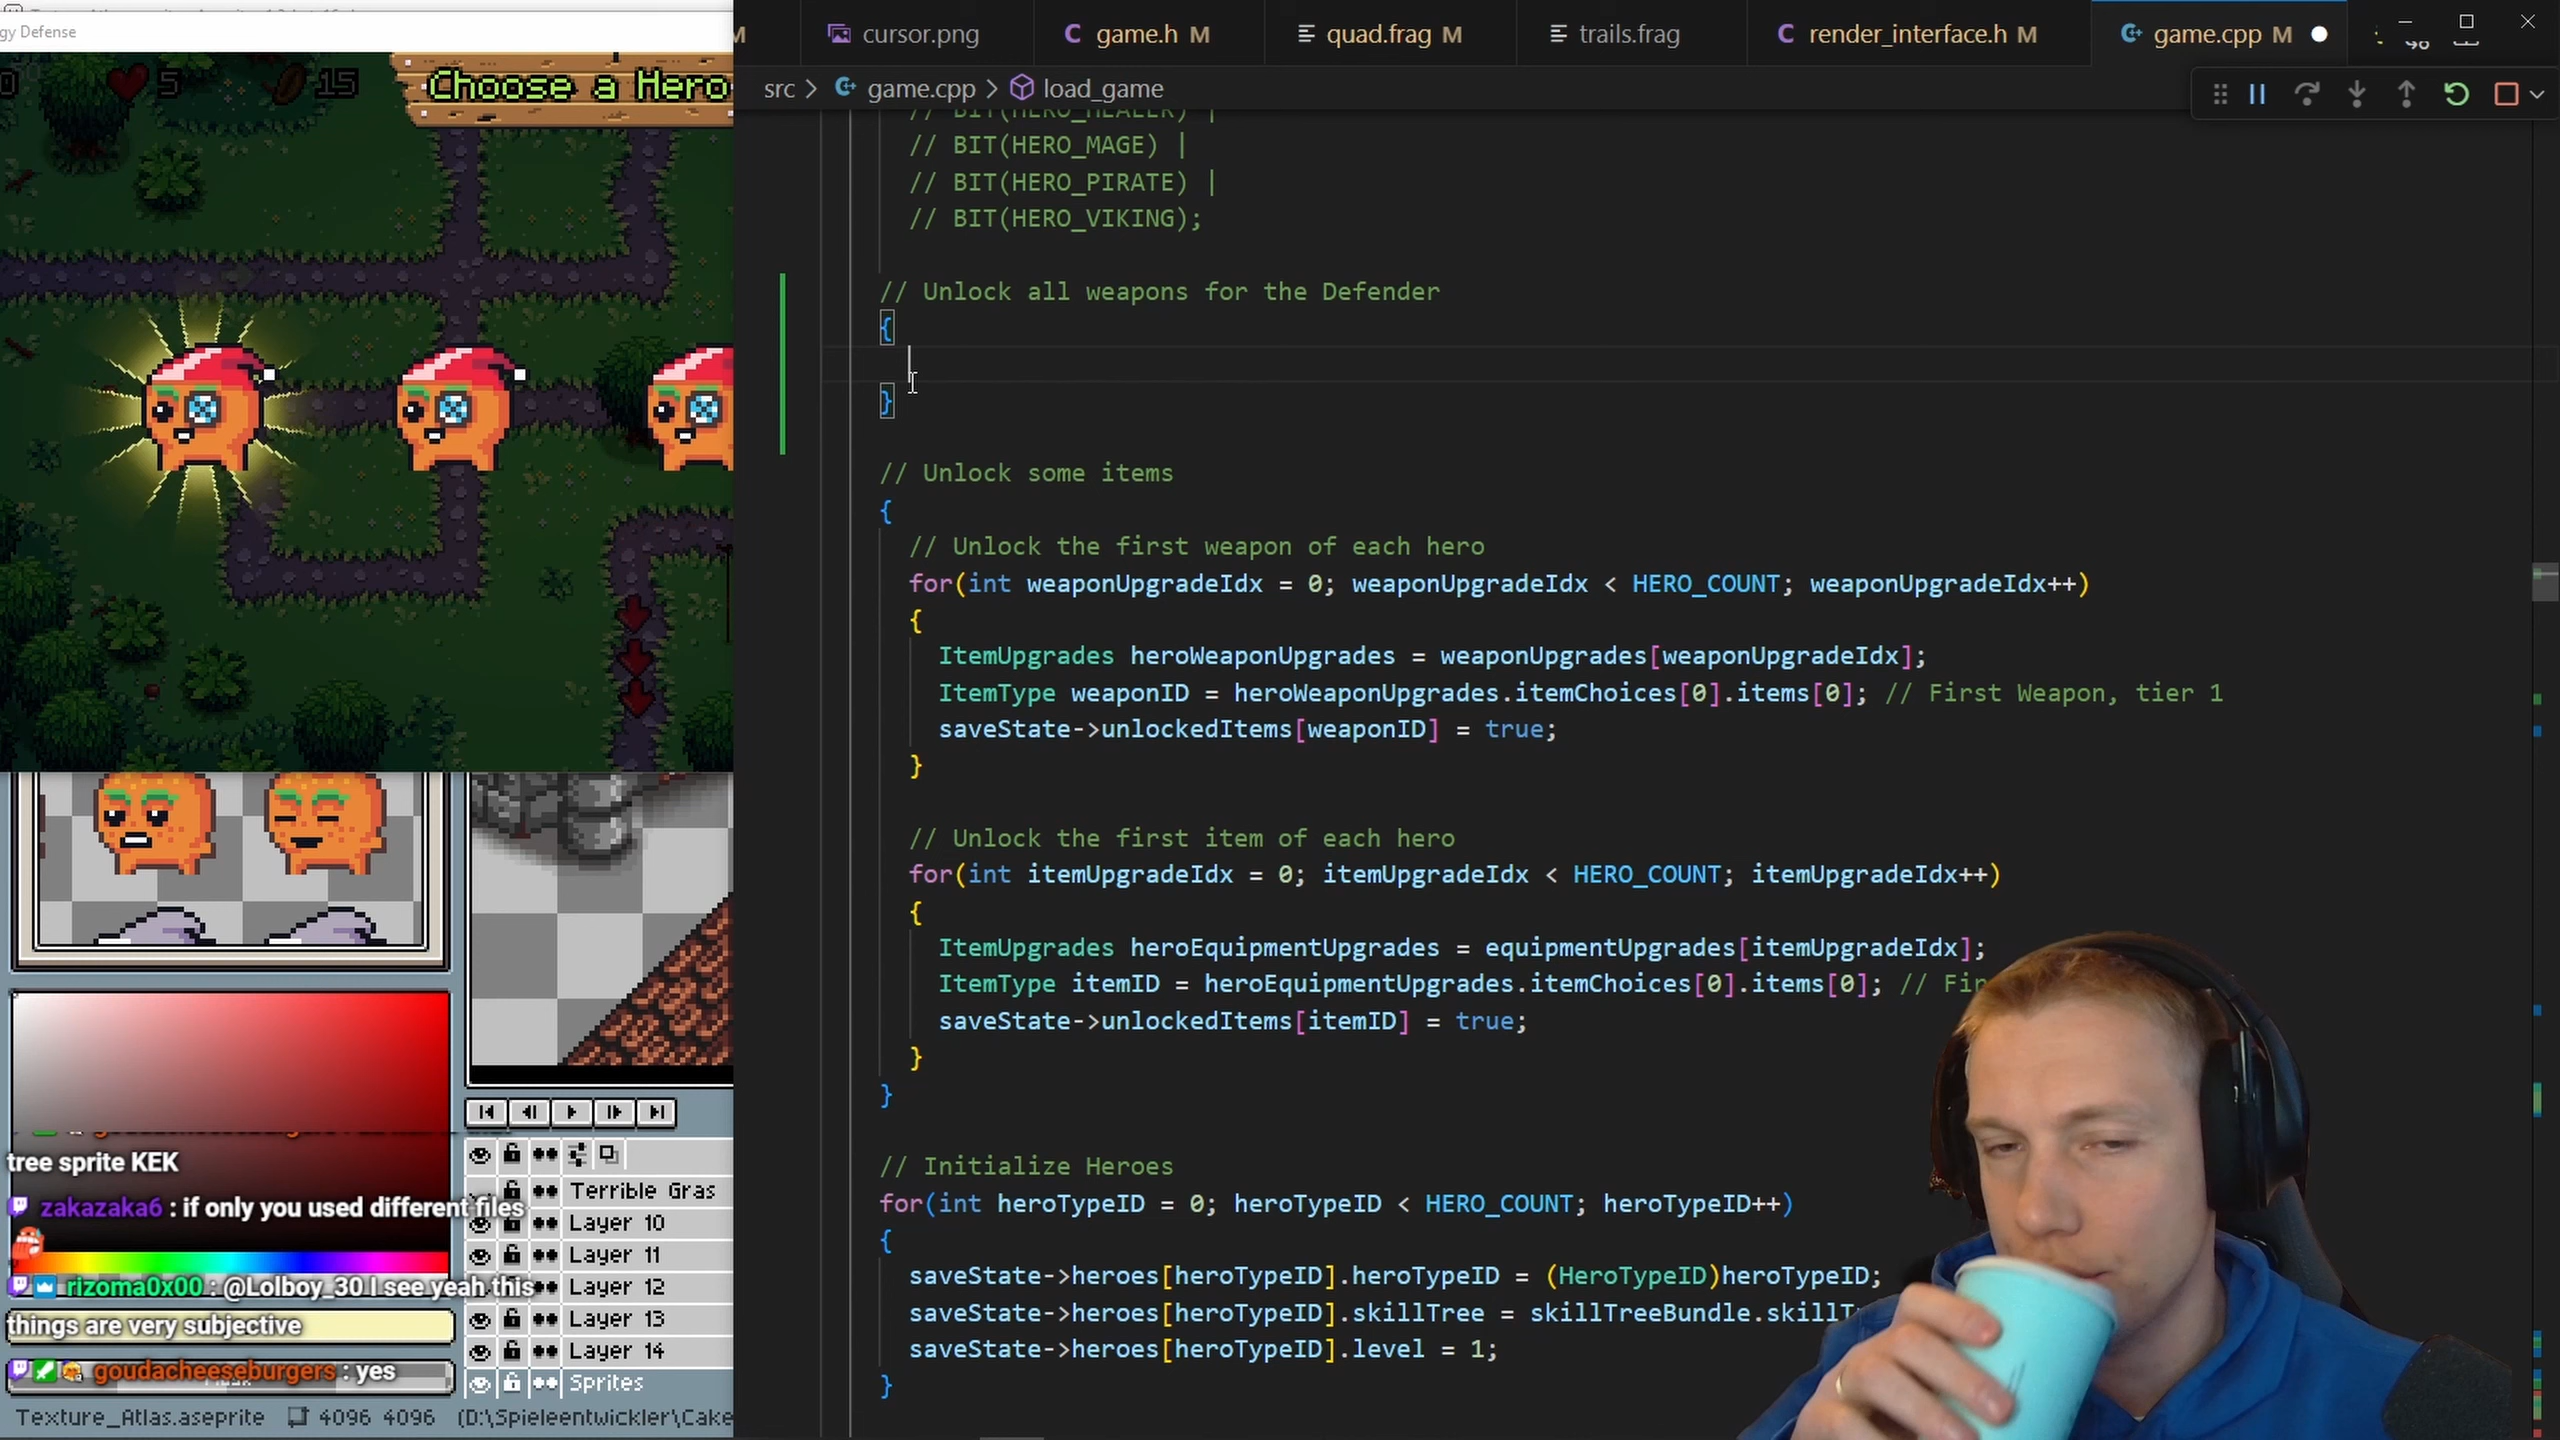 gy Defense
0 5 15
Choose a Hero
cursor.png
game.h M
quad.frag M
trails.frag
render_interface.h M
game.cpp M
src > game.cpp > load_game
// BIT(HERO_HEALER) |
// BIT(HERO_MAGE) |
// BIT(HERO_PIRATE) |
// BIT(HERO_VIKING);
// Unlock all weapons for the Defender
{
}
// Unlock some items
{
// Unlock the first weapon of each hero
for(int weaponUpgradeIdx = 0; weaponUpgradeIdx < HERO_COUNT; weaponUpgradeIdx++)
{
ItemUpgrades heroWeaponUpgrades = weaponUpgrades[weaponUpgradeIdx];
ItemType weaponID = heroWeaponUpgrades.itemChoices[0].items[0]; // First Weapon, tier 1
saveState->unlockedItems[weaponID] = true;
}
// Unlock the first item of each hero
for(int itemUpgradeIdx = 0; itemUpgradeIdx < HERO_COUNT; itemUpgradeIdx++)
{
ItemUpgrades heroEquipmentUpgrades = equipmentUpgrades[itemUpgradeIdx];
ItemType itemID = heroEquipmentUpgrades.itemChoices[0].items[0]; // Fir
saveState->unlockedItems[itemID] = true;
}
}
// Initialize Heroes
for(int heroTypeID = 0; heroTypeID < HERO_COUNT; heroTypeID++)
{
saveState->heroes[heroTypeID].heroTypeID = (HeroTypeID)heroTypeID;
saveState->heroes[heroTypeID].skillTree = skillTreeBundle.skillT
saveState->heroes[heroTypeID].level = 1;
}
tree sprite KEK
zakazaka6 : if only you used different files
rizoma0x00 : @Lolboy_30 I see yeah this
things are very subjective
goudacheeseburgers : yes
Terrible Gras
Layer 10
Layer 11
Layer 12
Layer 13
Layer 14
Sprites
Texture_Atlas.aseprite 4096 4096 (D:\Spieleentwickler\Cake